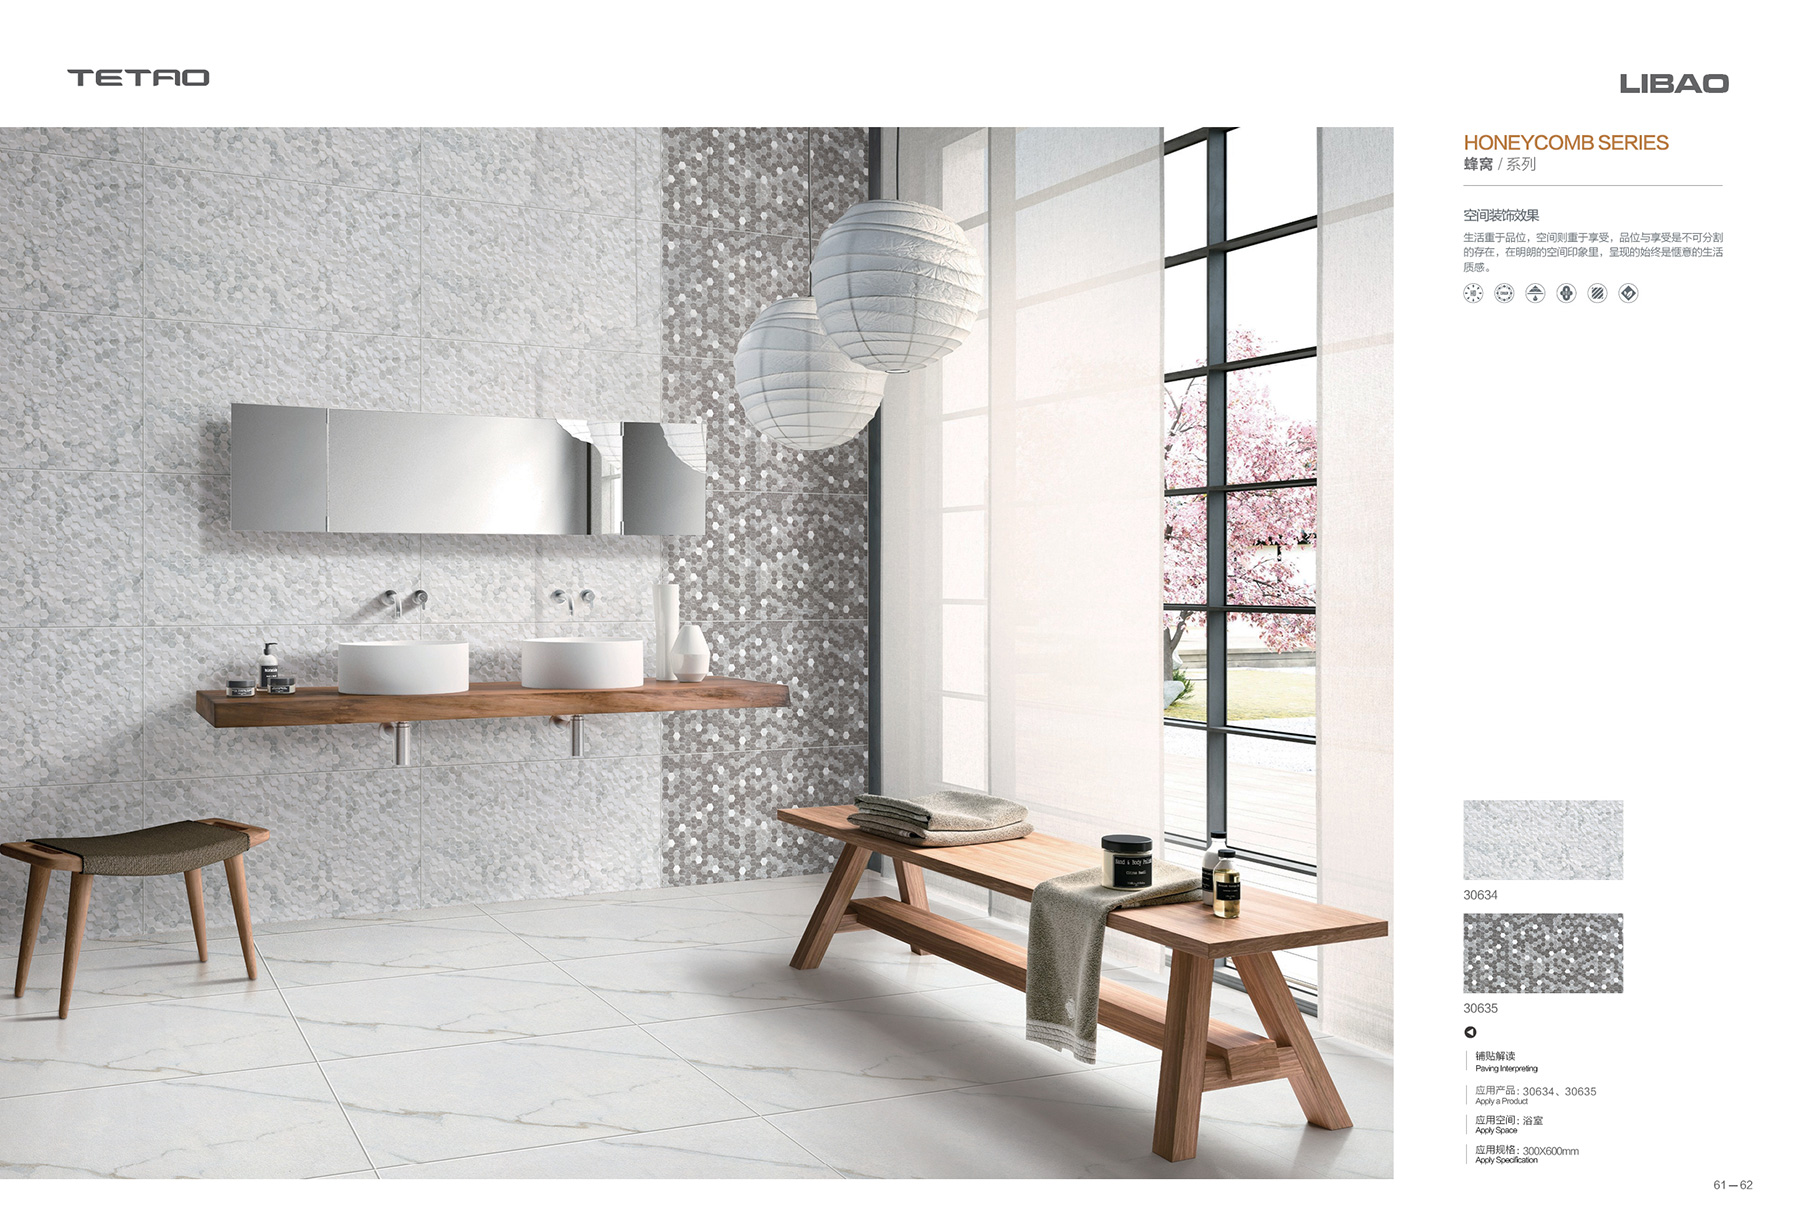 TETRO
LIBAO
HONEYCOMB SERIES
蜂窝 / 系列
空间装饰效果
生活重于品位，空间则重于享受，品位与享受是不可分割
的存在，在明朗的空间印象里，呈现的始终是惬意的生活
质感。
Hand & Body
30634
30635
铺贴解读
Paving Interpreting
应用产品：30634、30635
Apply a Product
应用空间：浴室
Apply Space
应用规格：300X600mm
Apply Specification
61—62